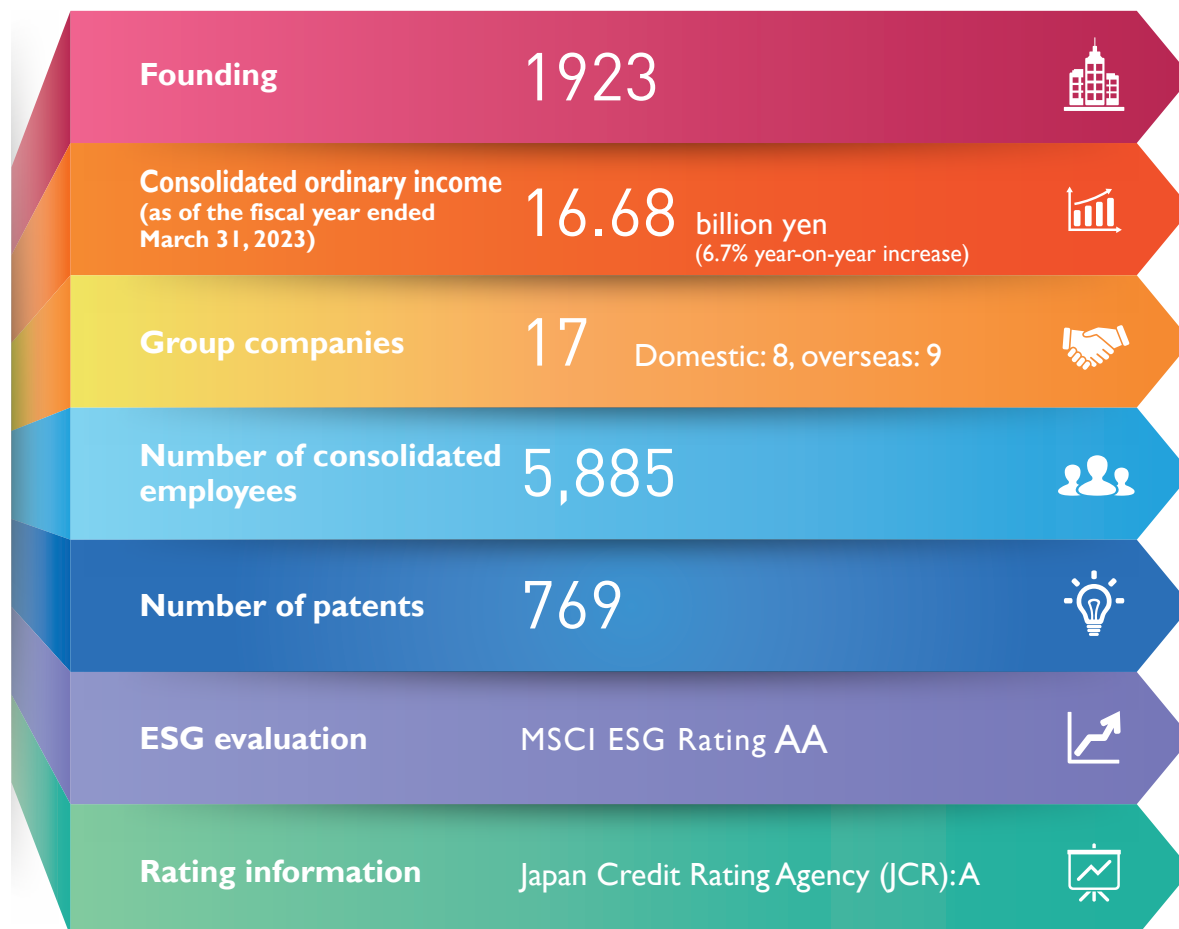 Founding
1923
Consolidated ordinary income
(as of the fiscal year ended
March 31, 2023)
16.68 billion yen
(6.7% year-on-year increase)
Group companies
17 Domestic: 8, overseas: 9
Number of consolidated
employees
5,885
Number of patents
769
ESG evaluation
MSCI ESG Rating AA
Rating information
Japan Credit Rating Agency (JCR): A